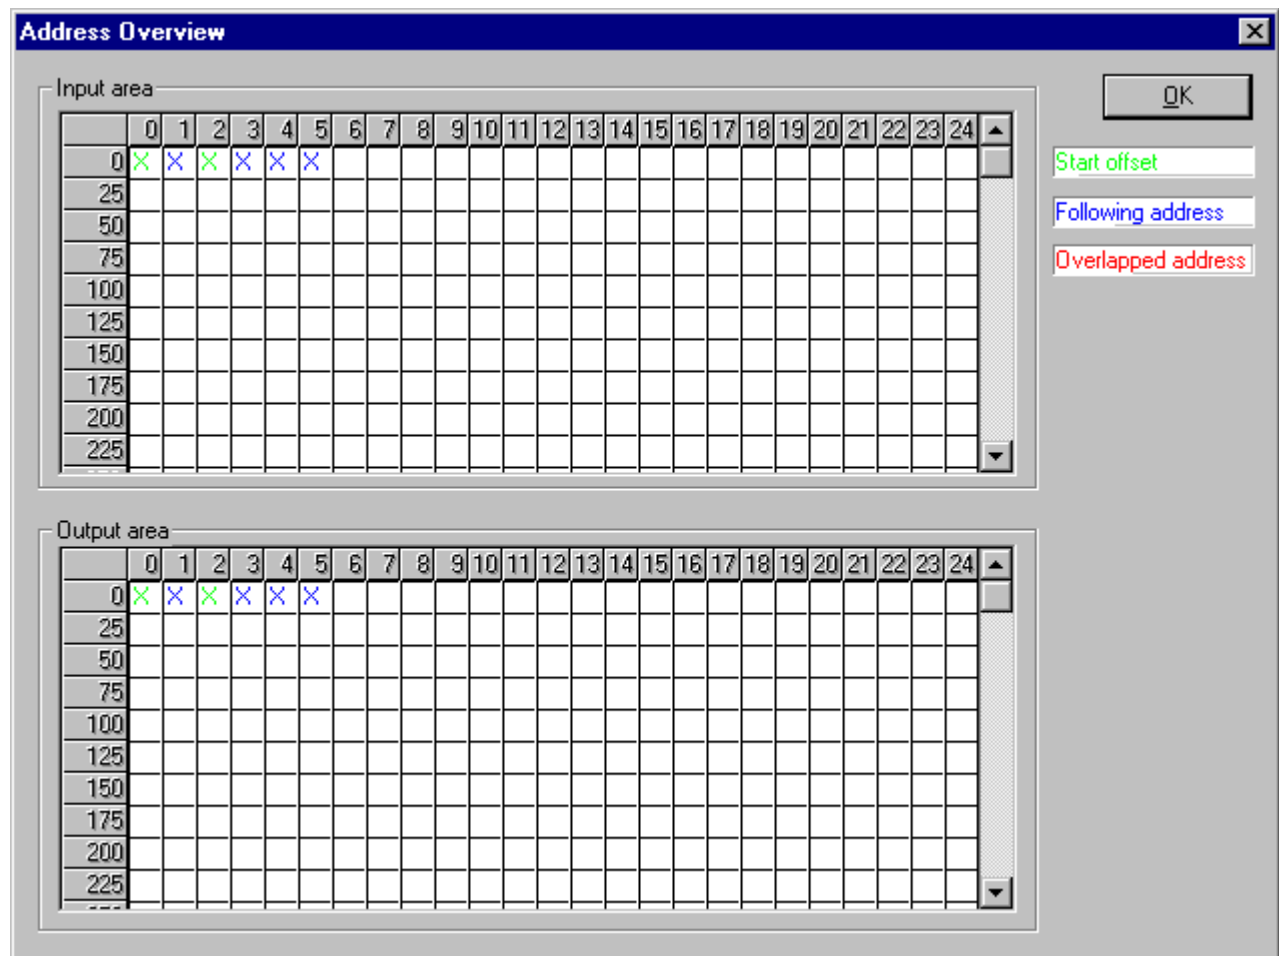 Address Overview
Input area
OK
0 1 2 3 4 5 6 7 8 9 10 11 12 13 14 15 16 17 18 19 20 21 22 23 24
0 X X X X X X
Start offset
25
50
Following address
75
Overlapped address
100
125
150
175
200
225
Output area
0 1 2 3 4 5 6 7 8 9 10 11 12 13 14 15 16 17 18 19 20 21 22 23 24
0 X X X X X X
25
50
75
100
125
150
175
200
225